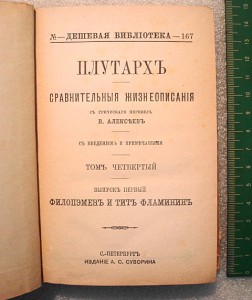 №—ДЕШЕВАЯ БИБЛІОТЕКА—167
ПЛУТАРХЪ
СРАВНИТЕЛЬНЫЯ ЖИЗНЕОПИСАНІЯ
СЪ ГРЕЧЕСКАГО ПЕРЕВЕЛЪ
В. АЛЕКСѢЕВЪ
СЪ ВВЕДЕНІЕМЪ И ПРИМѢЧАНІЯМИ
ТОМЪ ЧЕТВЕРТЫЙ
ВЫПУСКЪ ПЕРВЫЙ
ФИЛОПЭМЕНЪ И ТИТЪ ФЛАМИНИНЪ
С.-ПЕТЕРБУРГЪ
ИЗДАНІЕ А. С. СУВОРИНА